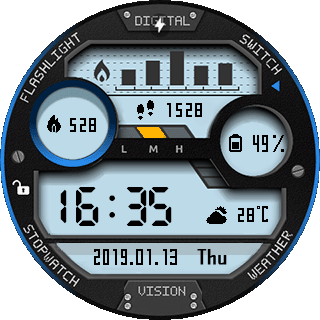 DIGITAL
FLASHLIGHT
SWITCH
528
1528
49%
L M H
16:35
28°C
2019.01.13 Thu
STOPWATCH
WEATHER
VISION